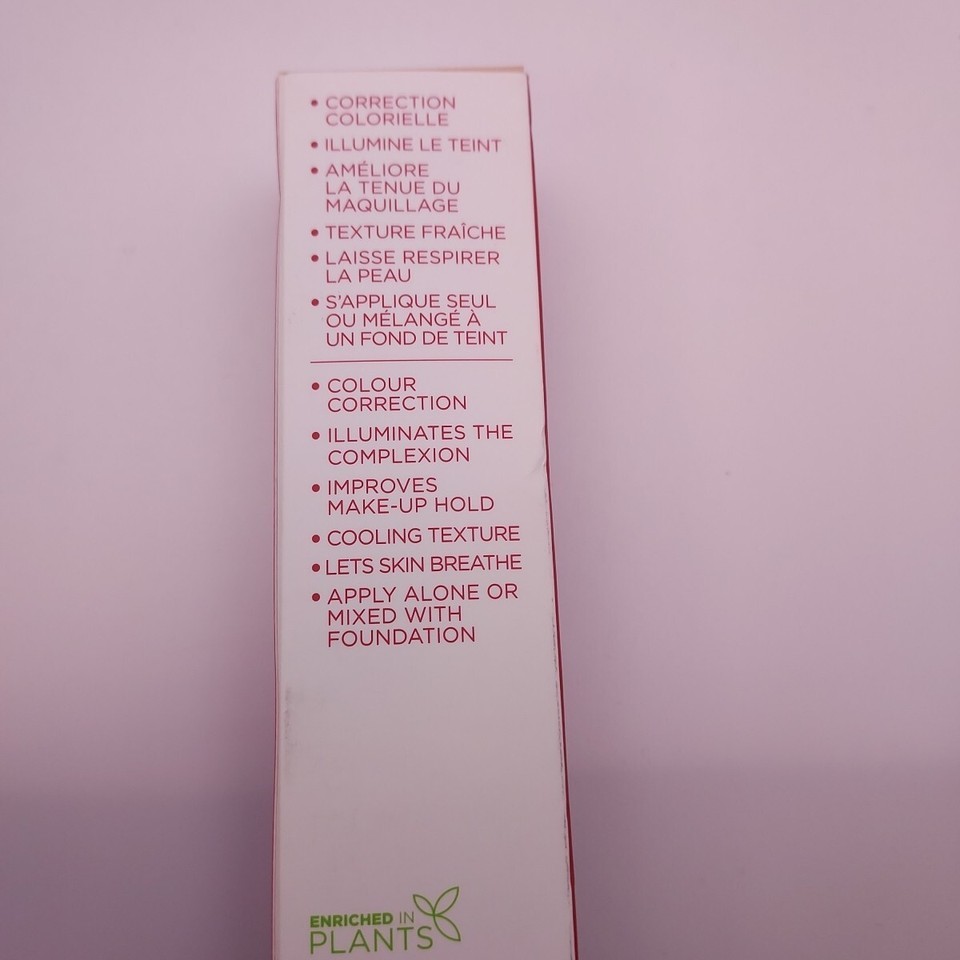 • CORRECTION
COLORIELLE
• ILLUMINE LE TEINT
• AMÉLIORE
LA TENUE DU
MAQUILLAGE
• TEXTURE FRAÎCHE
• LAISSE RESPIRER
LA PEAU
• S'APPLIQUE SEUL
OU MÉLANGÉ À
UN FOND DE TEINT
• COLOUR
CORRECTION
• ILLUMINATES THE
COMPLEXION
• IMPROVES
MAKE-UP HOLD
• COOLING TEXTURE
• LETS SKIN BREATHE
• APPLY ALONE OR
MIXED WITH
FOUNDATION
ENRICHED IN
PLANTS